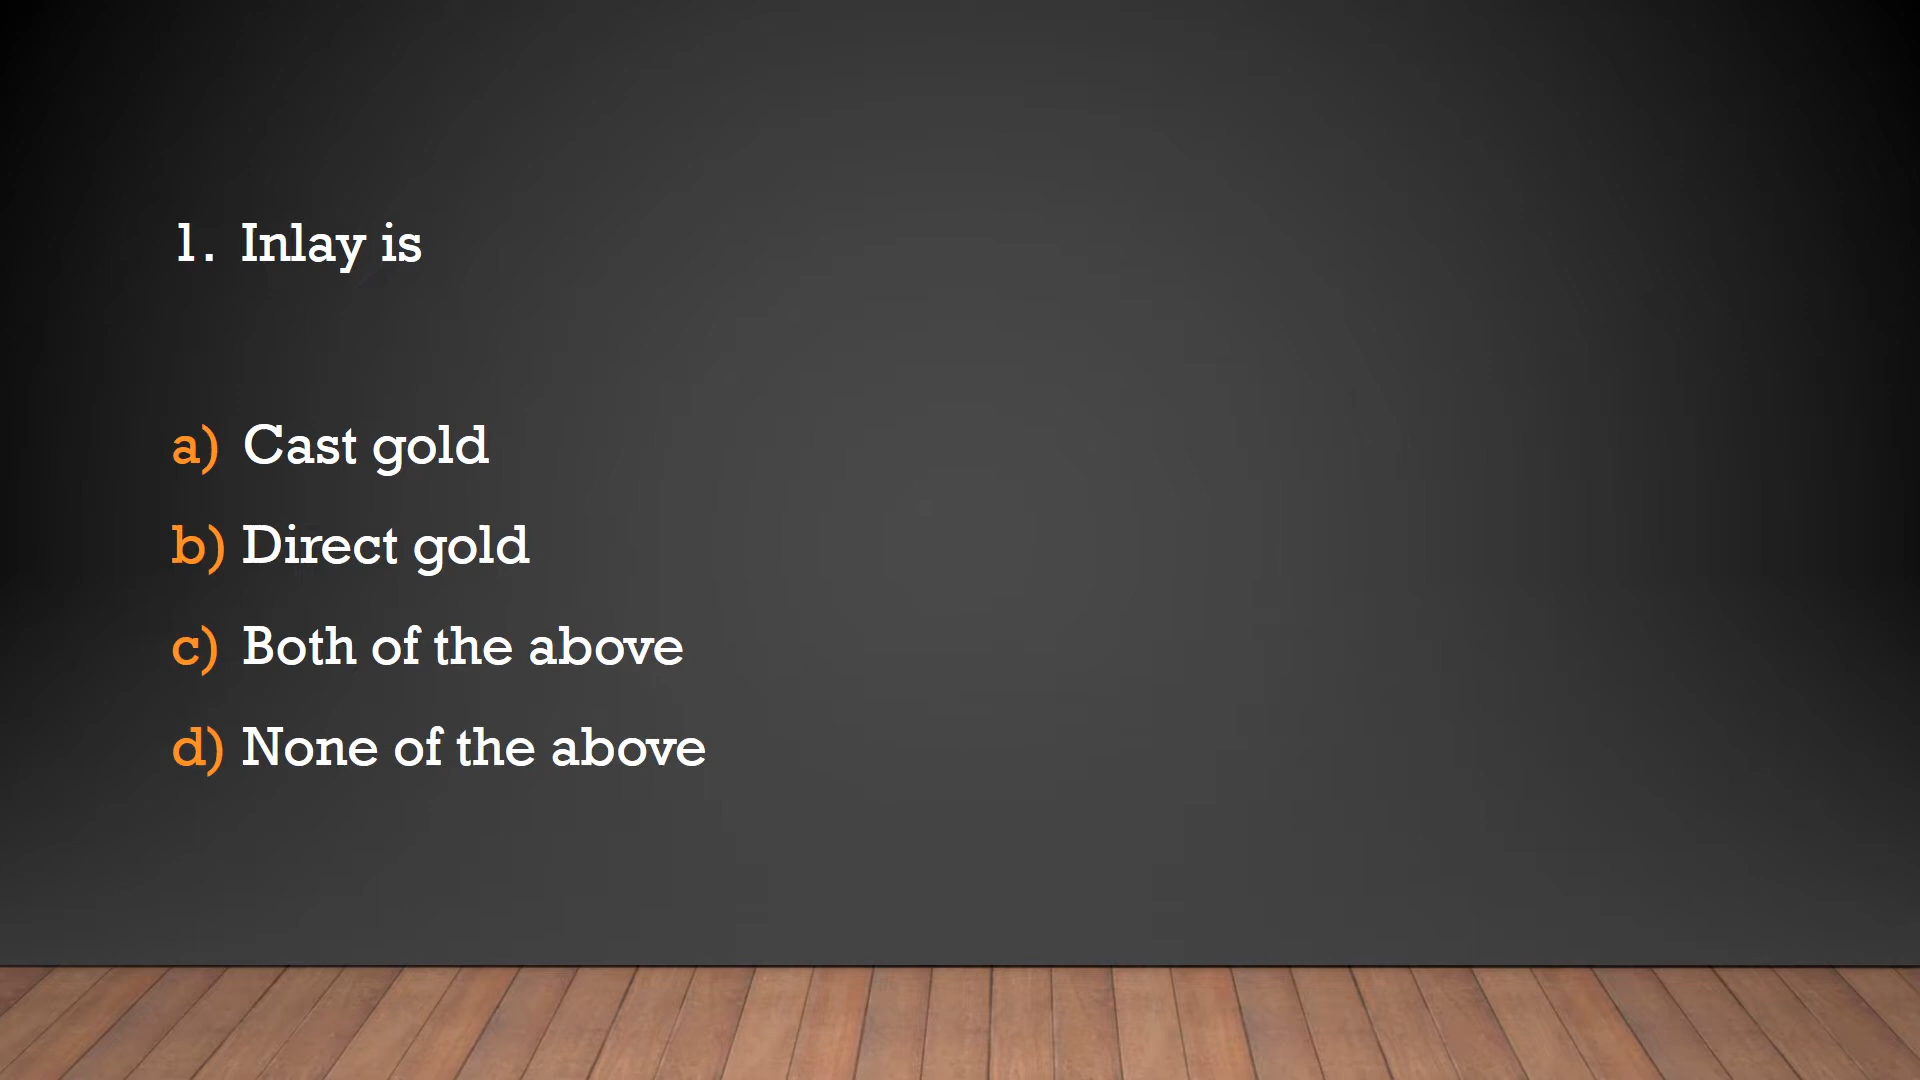 1. Inlay is
a) Cast gold
b) Direct gold
c) Both of the above
d) None of the above